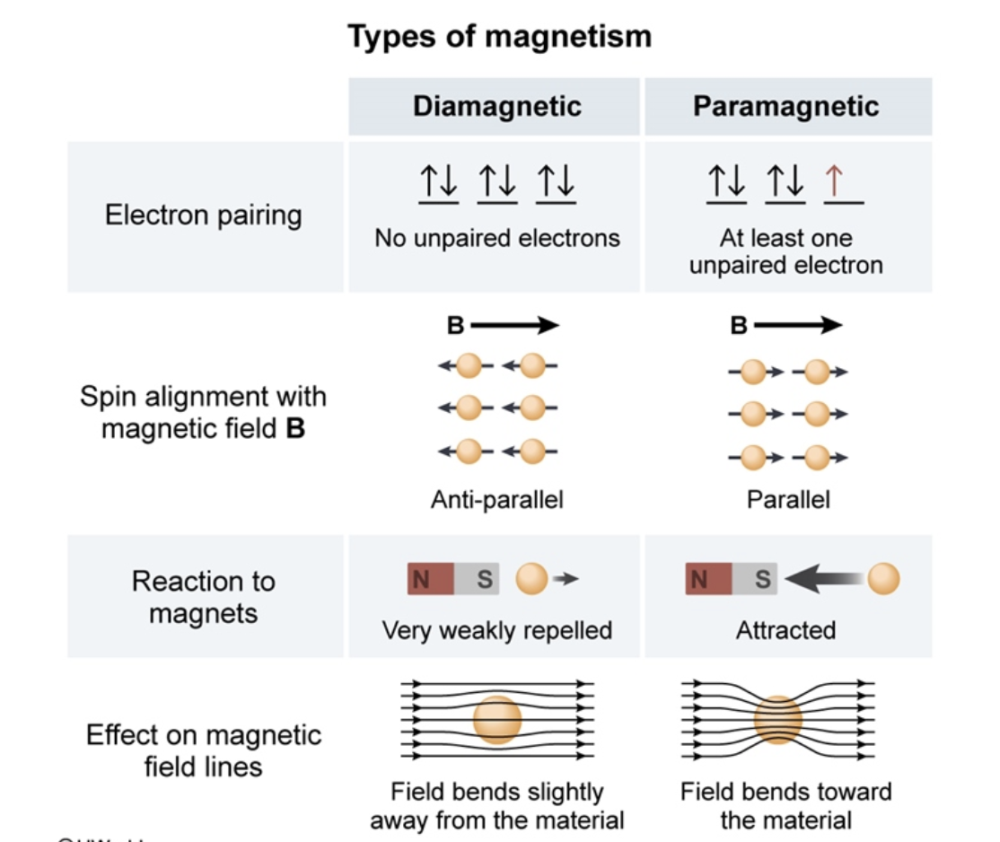 Types of magnetism
Diamagnetic
Paramagnetic
Electron pairing
No unpaired electrons
At least one
unpaired electron
Spin alignment with
magnetic field B
B
Anti-parallel
B
Parallel
Reaction to
magnets
N S
Very weakly repelled
N S
Attracted
Effect on magnetic
field lines
Field bends slightly
away from the material
Field bends toward
the material